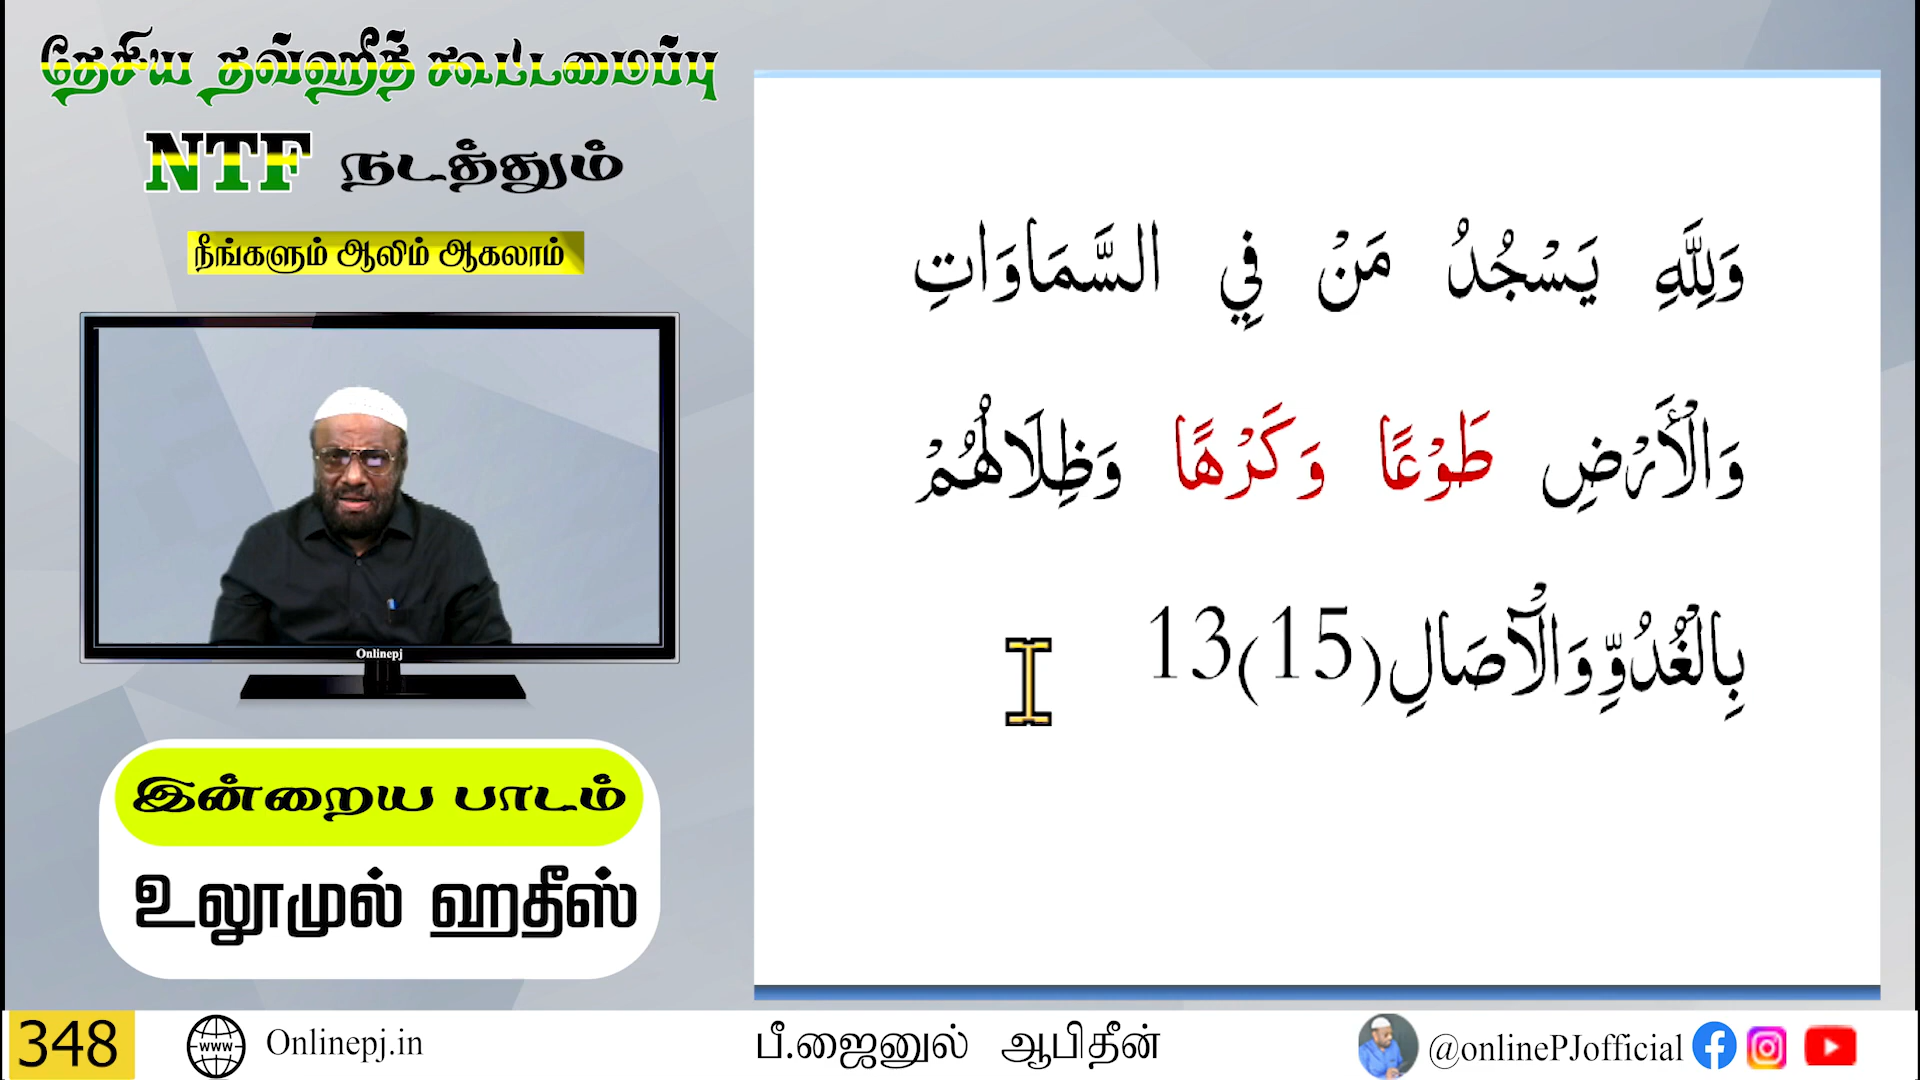 தேசிய தவ்ஹீத் கூட்டமைப்பு
NTF நடத்தும்
நீங்களும் ஆலிம் ஆகலாம்
Onlinepj
இன்றைய பாடம்
உலூமுல் ஹதீஸ்
وَلِلَّهِ يَسْجُدُ مَنْ فِي السَّمَاوَاتِ
وَالْأَرْضِ طَوْعًا وَكَرْهًا وَظِلَالُهُمْ
بِالْغُدُوِّ وَالْآصَالِ(15)13
348
www
Onlinepj.in
பீ.ஜைனுல் ஆபிதீன்
@onlinePJofficial